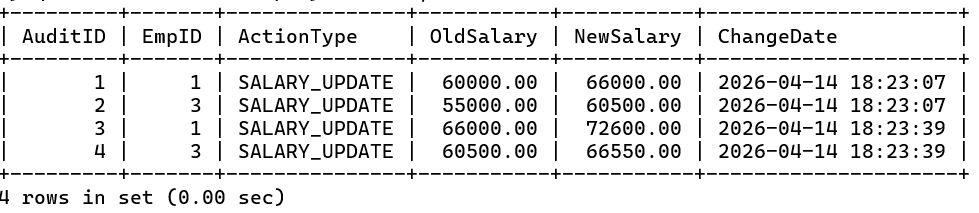 +---------+-------+---------------+-----------+-----------+---------------------+
| AuditID | EmpID | ActionType | OldSalary | NewSalary | ChangeDate |
+---------+-------+---------------+-----------+-----------+---------------------+
| 1 | 1 | SALARY_UPDATE | 60000.00 | 66000.00 | 2026-04-14 18:23:07 |
| 2 | 3 | SALARY_UPDATE | 55000.00 | 60500.00 | 2026-04-14 18:23:07 |
| 3 | 1 | SALARY_UPDATE | 66000.00 | 72600.00 | 2026-04-14 18:23:39 |
| 4 | 3 | SALARY_UPDATE | 60500.00 | 66550.00 | 2026-04-14 18:23:39 |
+---------+-------+---------------+-----------+-----------+---------------------+
4 rows in set (0.00 sec)